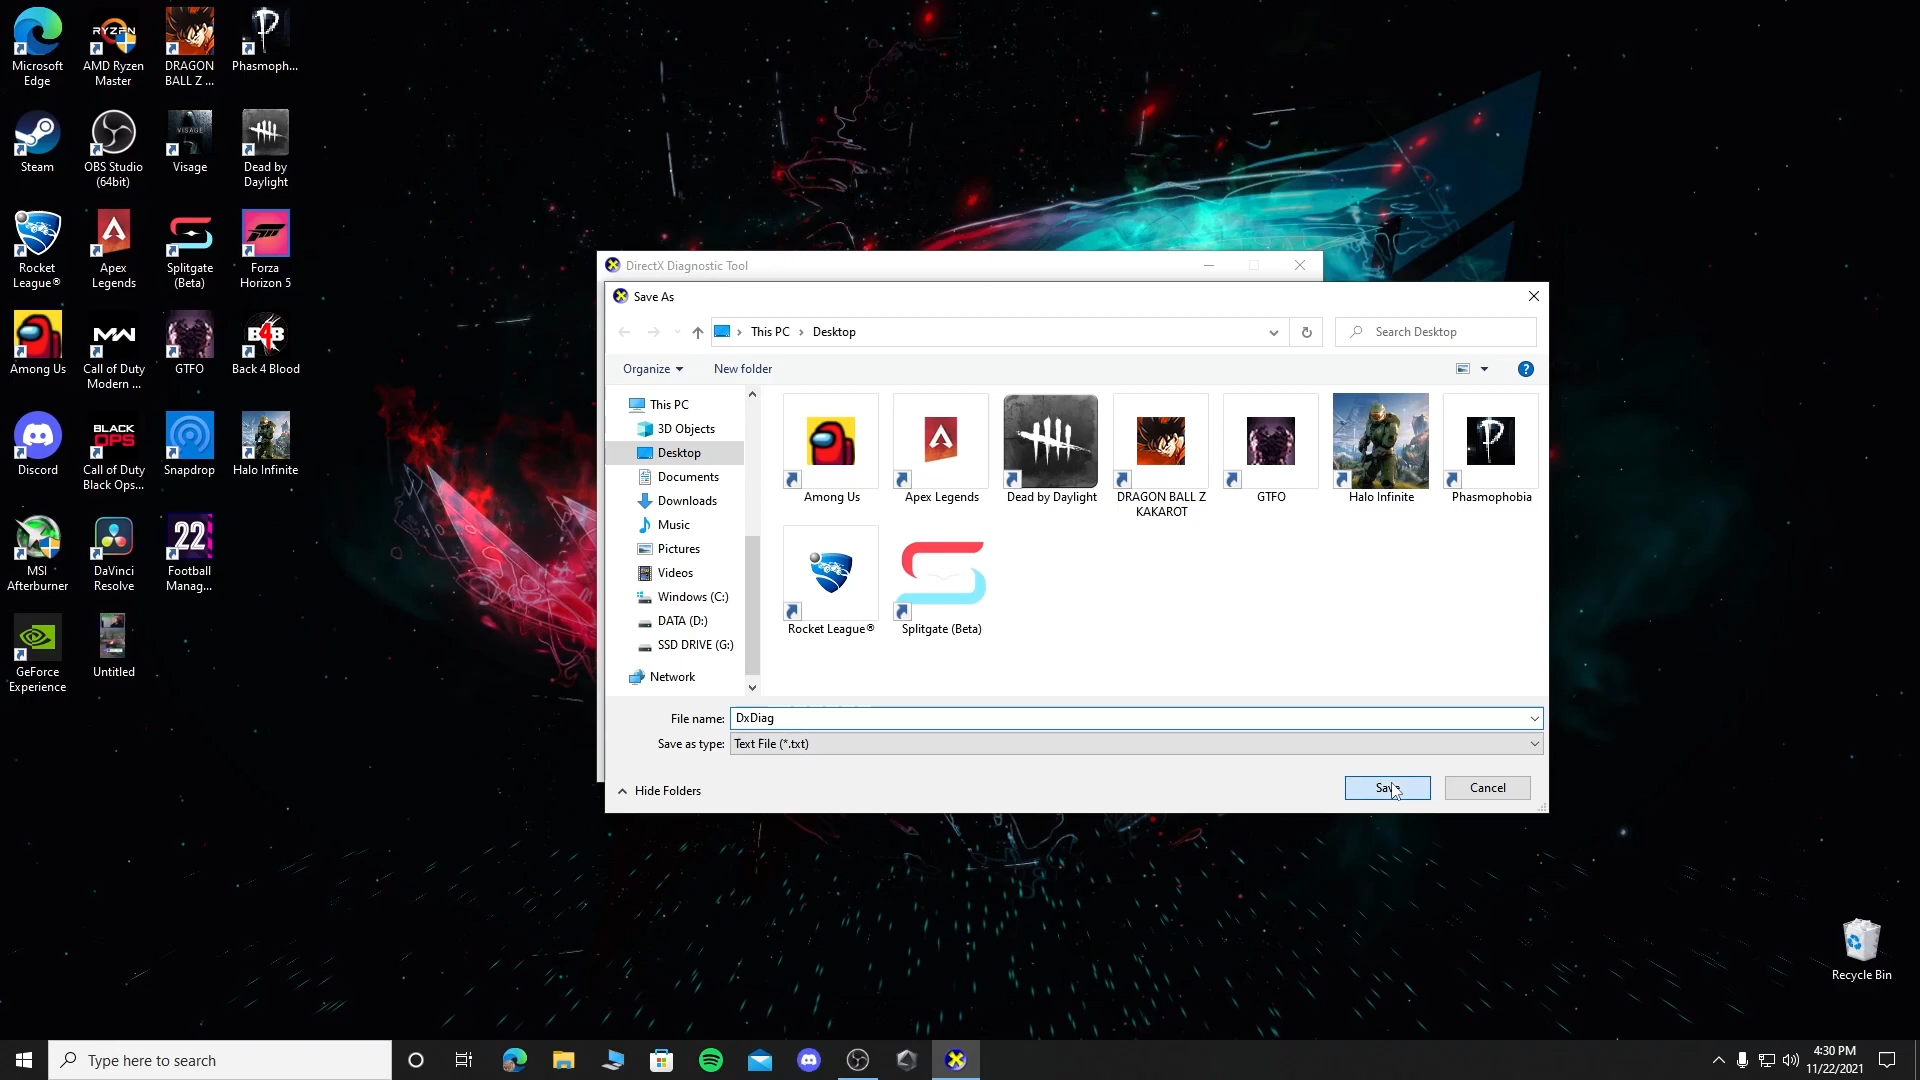 Microsoft
Edge
AMD Ryzen
Master
DRAGON
BALL Z ...
Phasmoph...
Steam
OBS Studio
(64bit)
VISAGE
Visage
Dead by
Daylight
Rocket
League®
Apex
Legends
Splitgate
(Beta)
Forza
Horizon 5
Among Us
Call of Duty
Modern ...
GTFO
B4B
Back 4 Blood
Discord
BLACK
OPS
Call of Duty
Black Ops...
Snapdrop
Halo Infinite
MSI
Afterburner
DaVinci
Resolve
22
Football
Manag...
GeForce
Experience
Untitled
DirectX Diagnostic Tool
Save As
This PC
Desktop
Search Desktop
Organize
New folder
This PC
3D Objects
Desktop
Documents
Downloads
Music
Pictures
Videos
Windows (C:)
DATA (D:)
SSD DRIVE (G:)
Network
Among Us
Apex Legends
Dead by Daylight
DRAGON BALL Z
KAKAROT
GTFO
Halo Infinite
Phasmophobia
Rocket League®
Splitgate (Beta)
File name:
DxDiag
Save as type:
Text File (*.txt)
Hide Folders
Save
Cancel
Recycle Bin
Type here to search
4:30 PM
11/22/2021